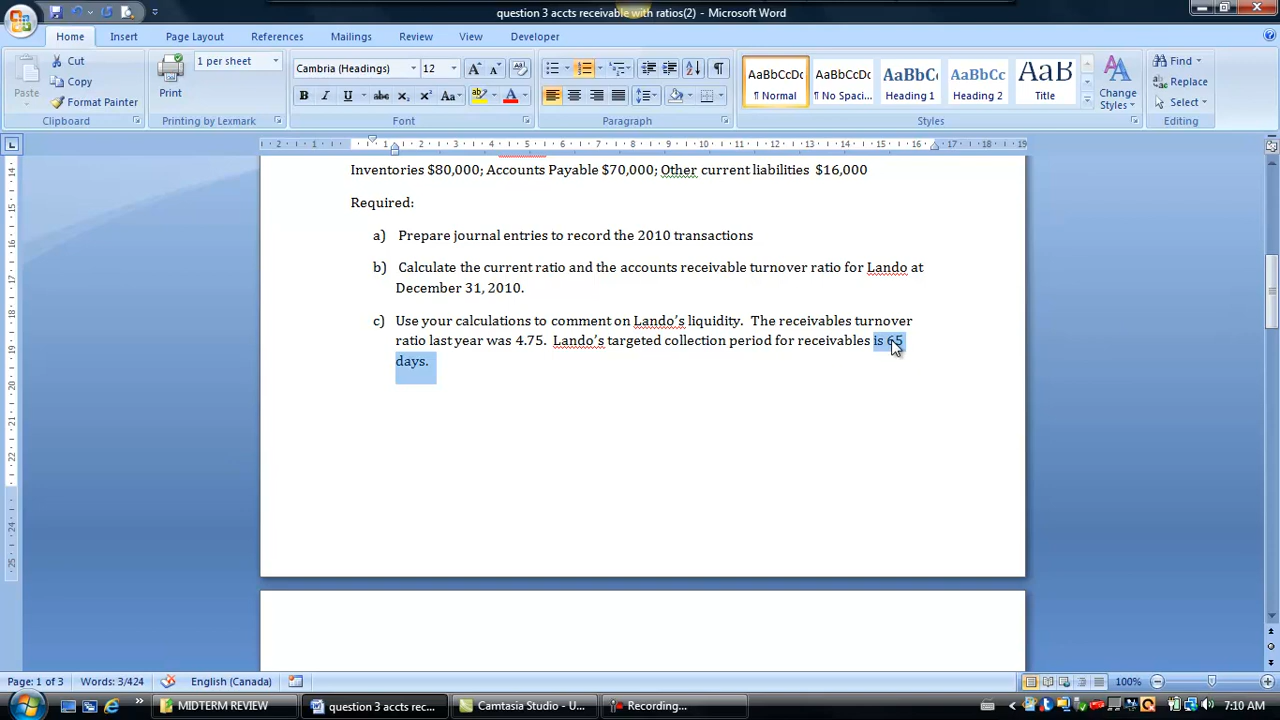 question 3 accts receivable with ratios(2) - Microsoft Word
Home Insert Page Layout References Mailings Review View Developer
Paste
Cut
Copy
Format Painter
Clipboard
Print
1 per sheet
Printing by Lexmark
Cambria (Headings) 12
Font
Paragraph
AaBbCcDc AaBbCcDc AaBbCc AaBbCc AaB
¶ Normal ¶ No Spaci... Heading 1 Heading 2 Title
Change Styles
Styles
Find
Replace
Select
Editing
Inventories $80,000; Accounts Payable $70,000; Other current liabilities $16,000
Required:
a) Prepare journal entries to record the 2010 transactions
b) Calculate the current ratio and the accounts receivable turnover ratio for Lando at
December 31, 2010.
c) Use your calculations to comment on Lando's liquidity. The receivables turnover
ratio last year was 4.75. Lando's targeted collection period for receivables is 65
days.
Page: 1 of 3 Words: 3/424 English (Canada) 100%
MIDTERM REVIEW question 3 accts rec... Camtasia Studio - U... Recording... 7:10 AM